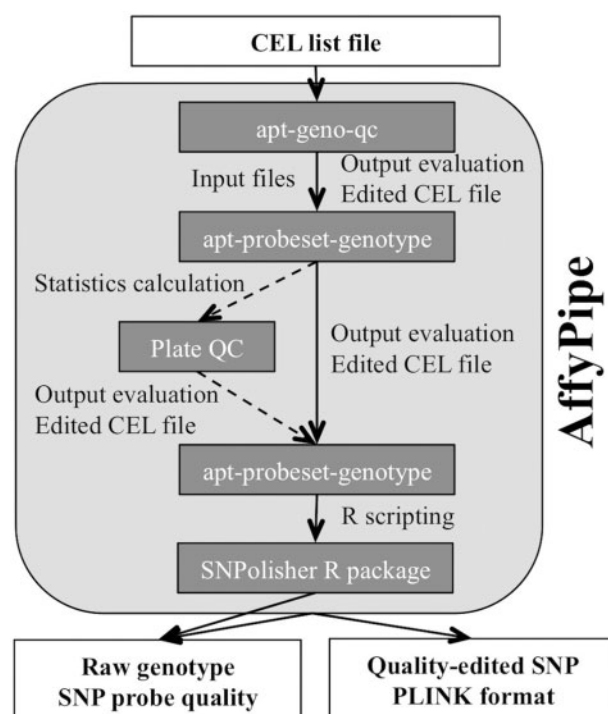 CEL list file
apt-geno-qc
Input files
Output evaluation
Edited CEL file
apt-probeset-genotype
Statistics calculation
Plate QC
Output evaluation
Edited CEL file
Output evaluation
Edited CEL file
apt-probeset-genotype
R scripting
SNPolisher R package
AffyPipe
Raw genotype
SNP probe quality
Quality-edited SNP
PLINK format